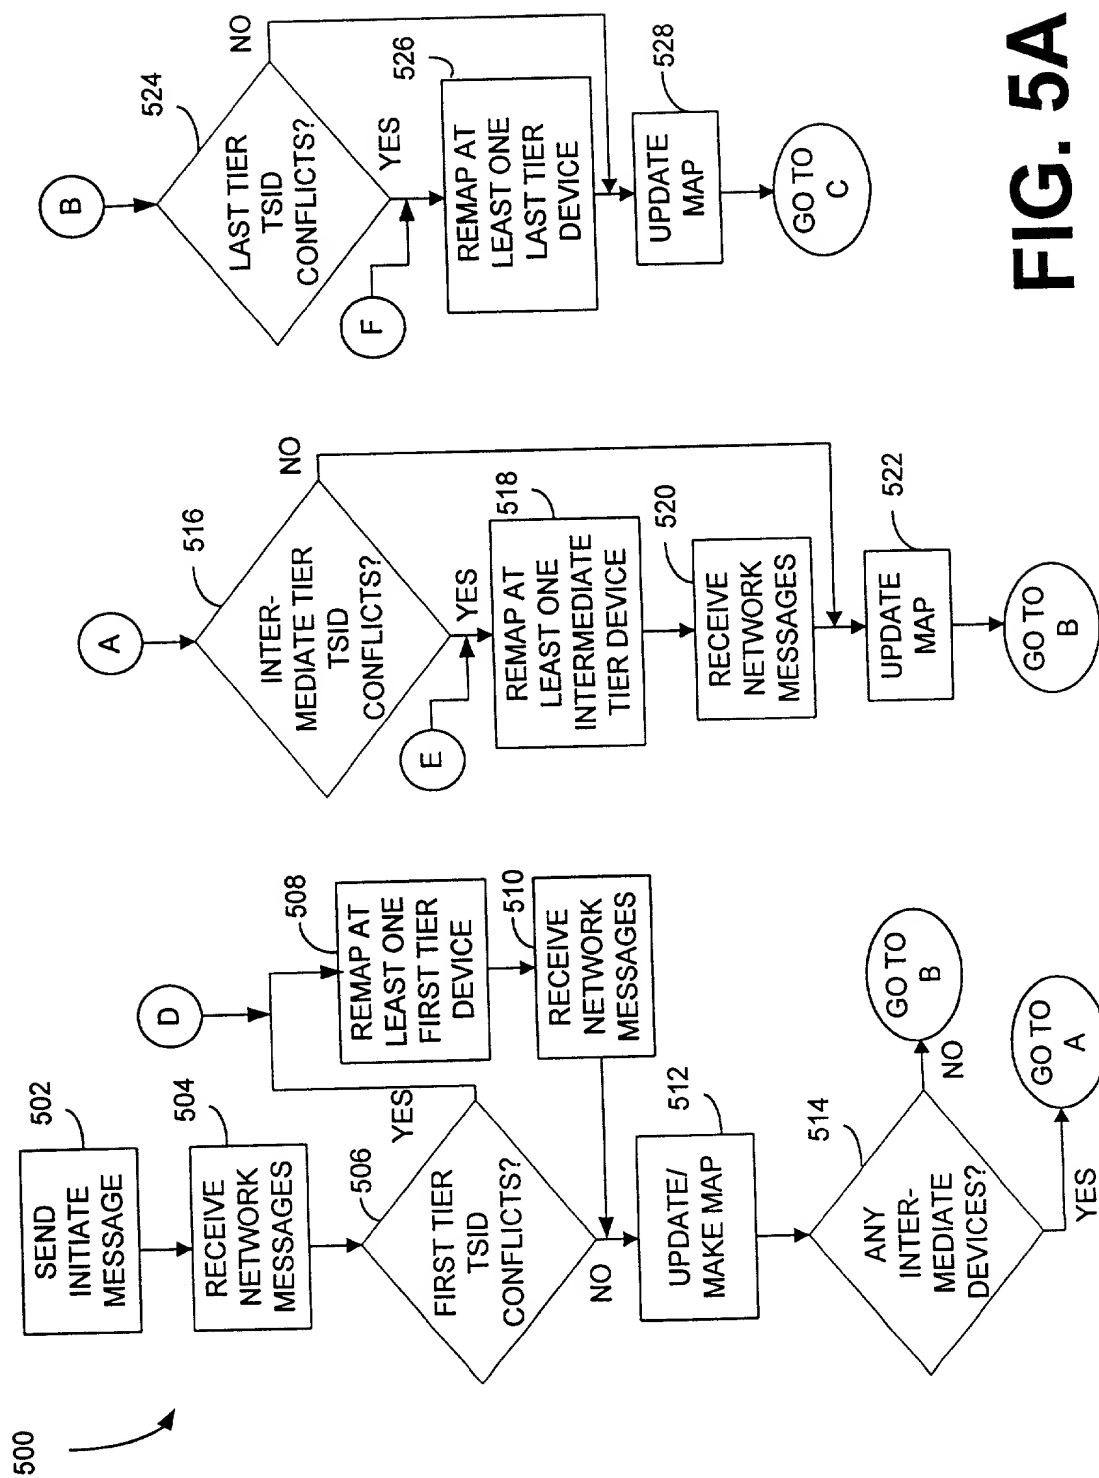 500
502
SEND
INITIATE
MESSAGE
504
RECEIVE
NETWORK
MESSAGES
506
FIRST TIER
TSID
CONFLICTS?
YES
NO
D
508
REMAP AT
LEAST ONE
FIRST TIER
DEVICE
510
RECEIVE
NETWORK
MESSAGES
512
UPDATE/
MAKE MAP
514
ANY
INTER-
MEDIATE
DEVICES?
NO
GO TO
B
YES
GO TO
A
A
516
INTER-
MEDIATE TIER
TSID
CONFLICTS?
NO
YES
E
518
REMAP AT
LEAST ONE
INTERMEDIATE
TIER DEVICE
520
RECEIVE
NETWORK
MESSAGES
522
UPDATE
MAP
GO TO
B
B
524
LAST TIER
TSID
CONFLICTS?
NO
YES
F
526
REMAP AT
LEAST ONE
LAST TIER
DEVICE
528
UPDATE
MAP
GO TO
C
FIG. 5A